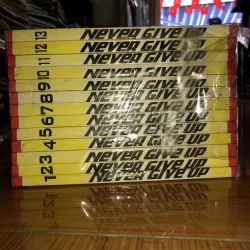 13 NEVER GIVE UP
12 NEVER GIVE UP
11 NEVER GIVE UP
10 NEVER GIVE UP
9 NEVER GIVE UP
8 NEVER GIVE UP
7 NEVER GIVE UP
6 NEVER GIVE UP
5 NEVER GIVE UP
4 NEVER GIVE UP
3 NEVER GIVE UP
2 NEVER GIVE UP
1 NEVER GIVE UP